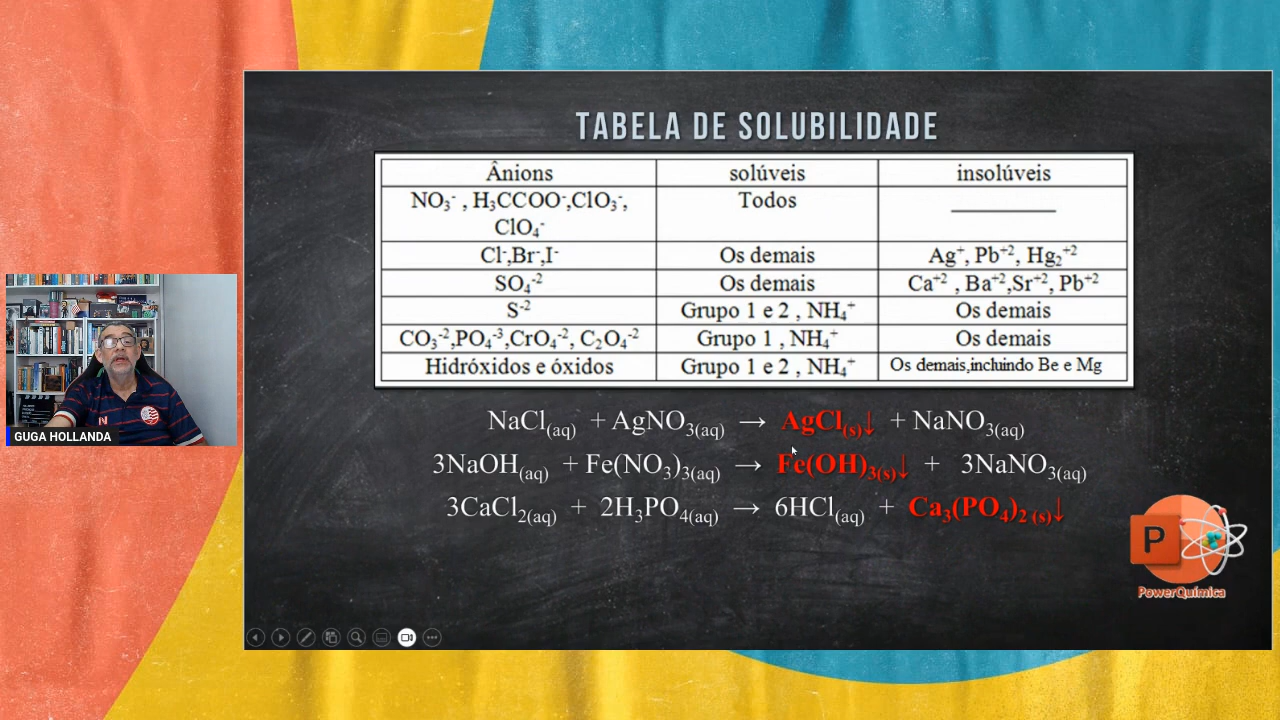 TABELA DE SOLUBILIDADE
Ânions solúveis insolúveis
NO₃⁻ , H₃CCOO⁻,ClO₃⁻, Todos
ClO₄⁻
Cl⁻,Br⁻,I⁻ Os demais Ag⁺, Pb⁺², Hg₂⁺²
SO₄⁻² Os demais Ca⁺² , Ba⁺²,Sr⁺², Pb⁺²
S⁻² Grupo 1 e 2 , NH₄⁺ Os demais
CO₃⁻²,PO₄⁻³,CrO₄⁻², C₂O₄⁻² Grupo 1 , NH₄⁺ Os demais
Hidróxidos e óxidos Grupo 1 e 2 , NH₄⁺ Os demais,incluindo Be e Mg
NaCl(aq) + AgNO₃(aq) → AgCl(s)↓ + NaNO₃(aq)
3NaOH(aq) + Fe(NO₃)₃(aq) → Fe(OH)₃(s)↓ + 3NaNO₃(aq)
3CaCl₂(aq) + 2H₃PO₄(aq) → 6HCl(aq) + Ca₃(PO₄)₂ (s)↓
GUGA HOLLANDA
P
PowerQuímica